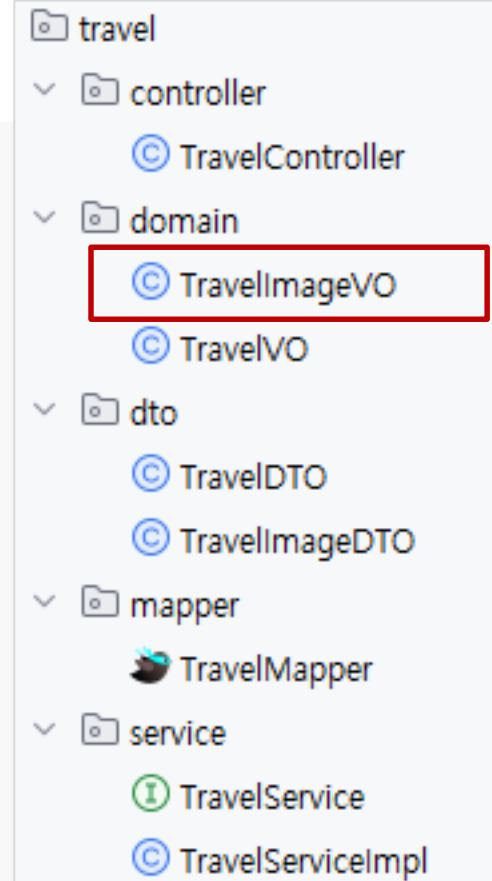 travel
controller
TravelController
domain
TravelImageVO
TravelVO
dto
TravelDTO
TravelImageDTO
mapper
TravelMapper
service
TravelService
TravelServiceImpl